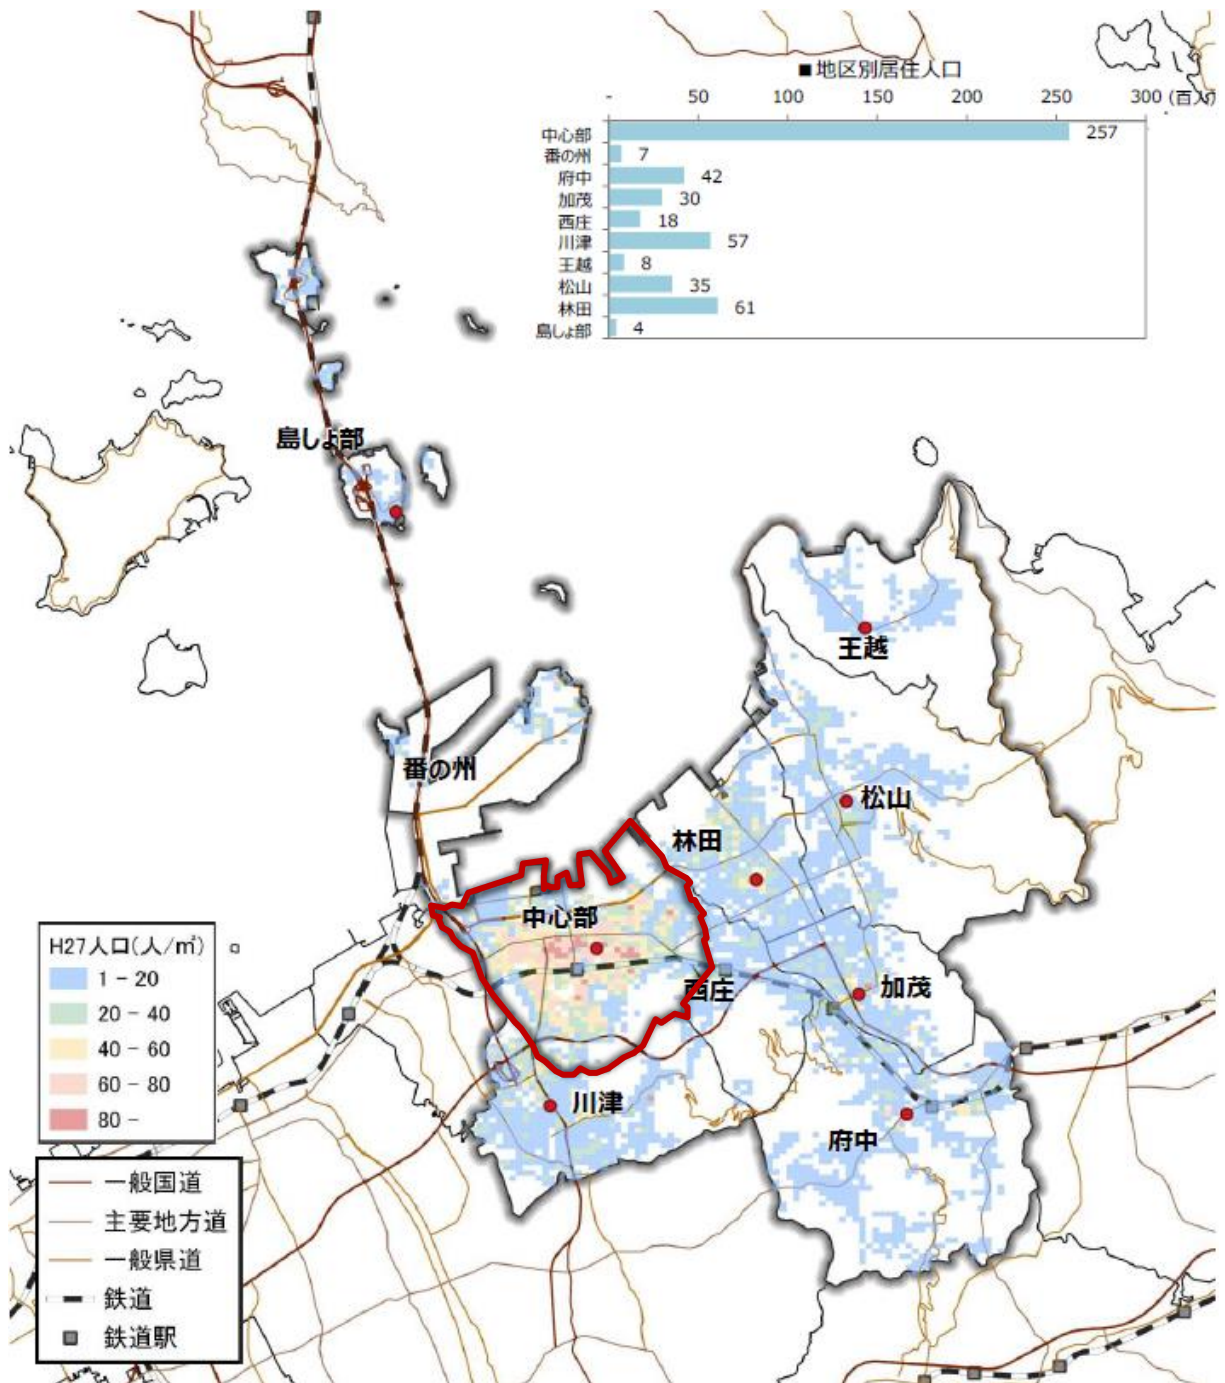 ■地区別居住人口
- 50 100 150 200 250 300 (百人)
中心部 257
番の州 7
府中 42
加茂 30
西庄 18
川津 57
王越 8
松山 35
林田 61
島しょ部 4
島しょ部
王越
番の州
松山
林田
中心部
西庄
加茂
川津
府中
H27人口(人/㎡)
1 - 20
20 - 40
40 - 60
60 - 80
80 -
一般国道
主要地方道
一般県道
鉄道
鉄道駅